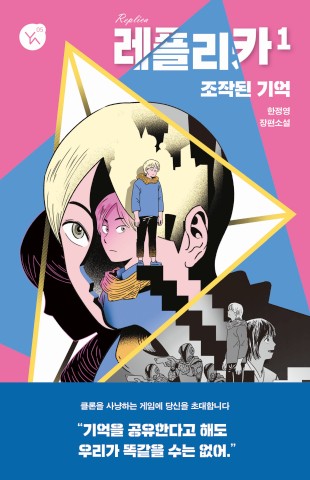 YA
05
Replica
레플리카 1
조작된 기억
한정영
장편소설
클론을 사냥하는 게임에 당신을 초대합니다
“기억을 공유한다고 해도
우리가 똑같을 수는 없어.”